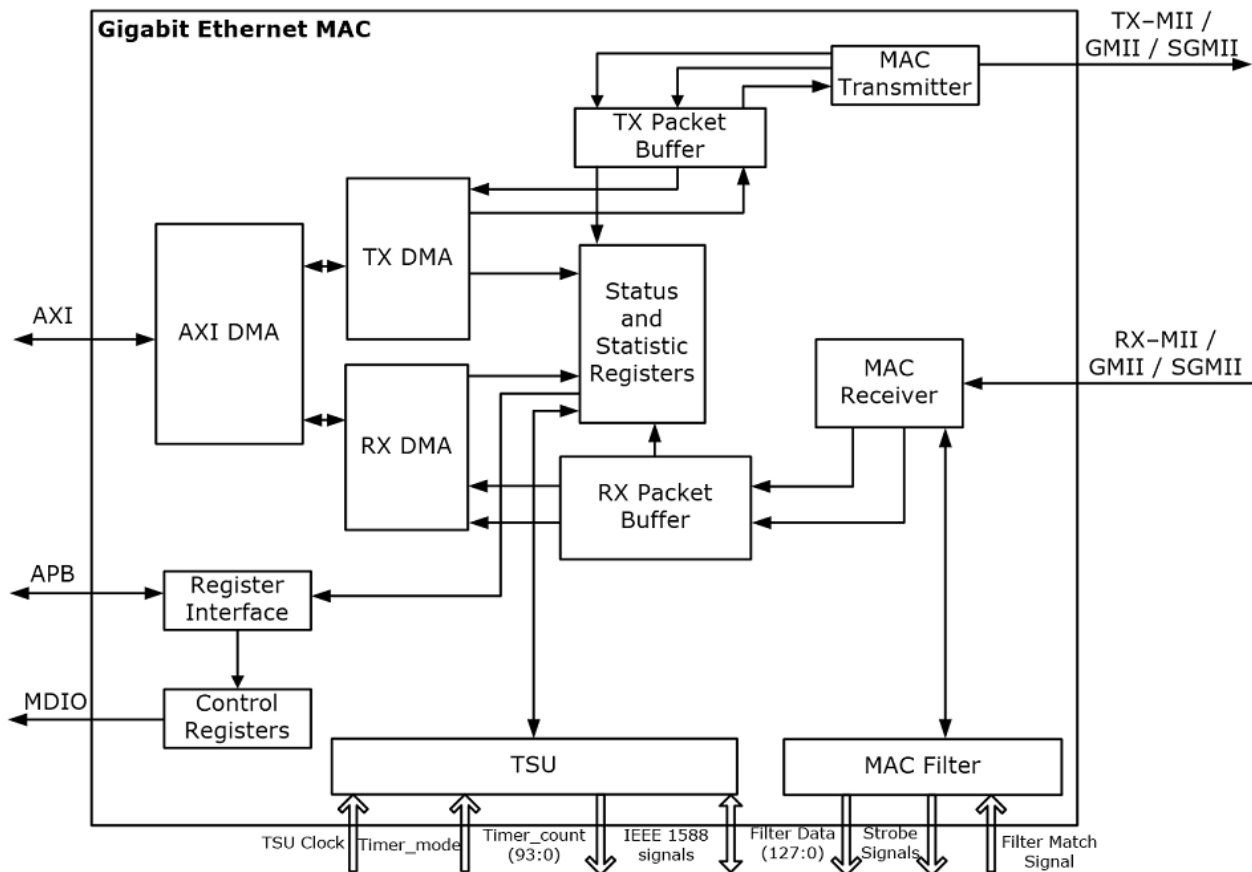 Gigabit Ethernet MAC
TX–MII /
GMII / SGMII
MAC
Transmitter
TX Packet
Buffer
TX DMA
AXI DMA
AXI
Status
and
Statistic
Registers
RX–MII /
GMII / SGMII
MAC
Receiver
RX DMA
RX Packet
Buffer
APB
Register
Interface
MDIO
Control
Registers
TSU
MAC Filter
TSU Clock
Timer_mode
Timer_count
(93:0)
IEEE 1588
signals
Filter Data
(127:0)
Strobe
Signals
Filter Match
Signal